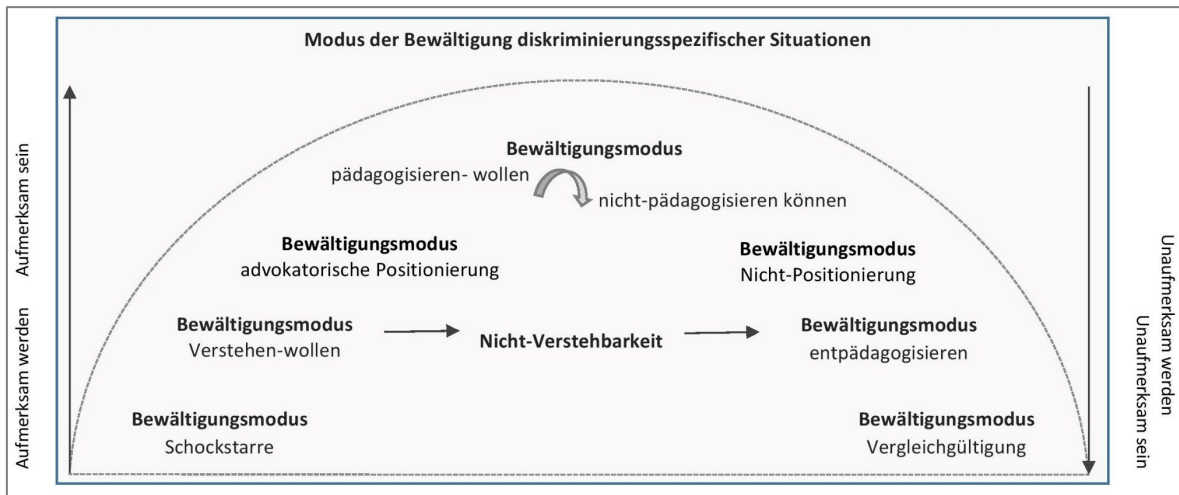 Modus der Bewältigung diskriminierungsspezifischer Situationen
Aufmerksam sein
Aufmerksam werden
Bewältigungsmodus
pädagogisieren- wollen
nicht-pädagogisieren können
Bewältigungsmodus
advokatorische Positionierung
Bewältigungsmodus
Nicht-Positionierung
Bewältigungsmodus
Verstehen-wollen
Nicht-Verstehbarkeit
Bewältigungsmodus
entpädagogisieren
Bewältigungsmodus
Schockstarre
Bewältigungsmodus
Vergleichgültigung
Unaufmerksam werden
Unaufmerksam sein